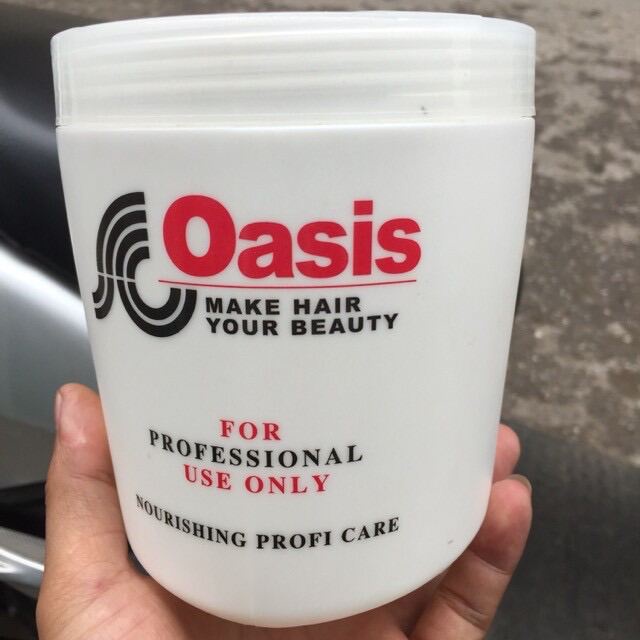 Oasis
MAKE HAIR
YOUR BEAUTY
FOR
PROFESSIONAL
USE ONLY
NOURISHING PROFI CARE